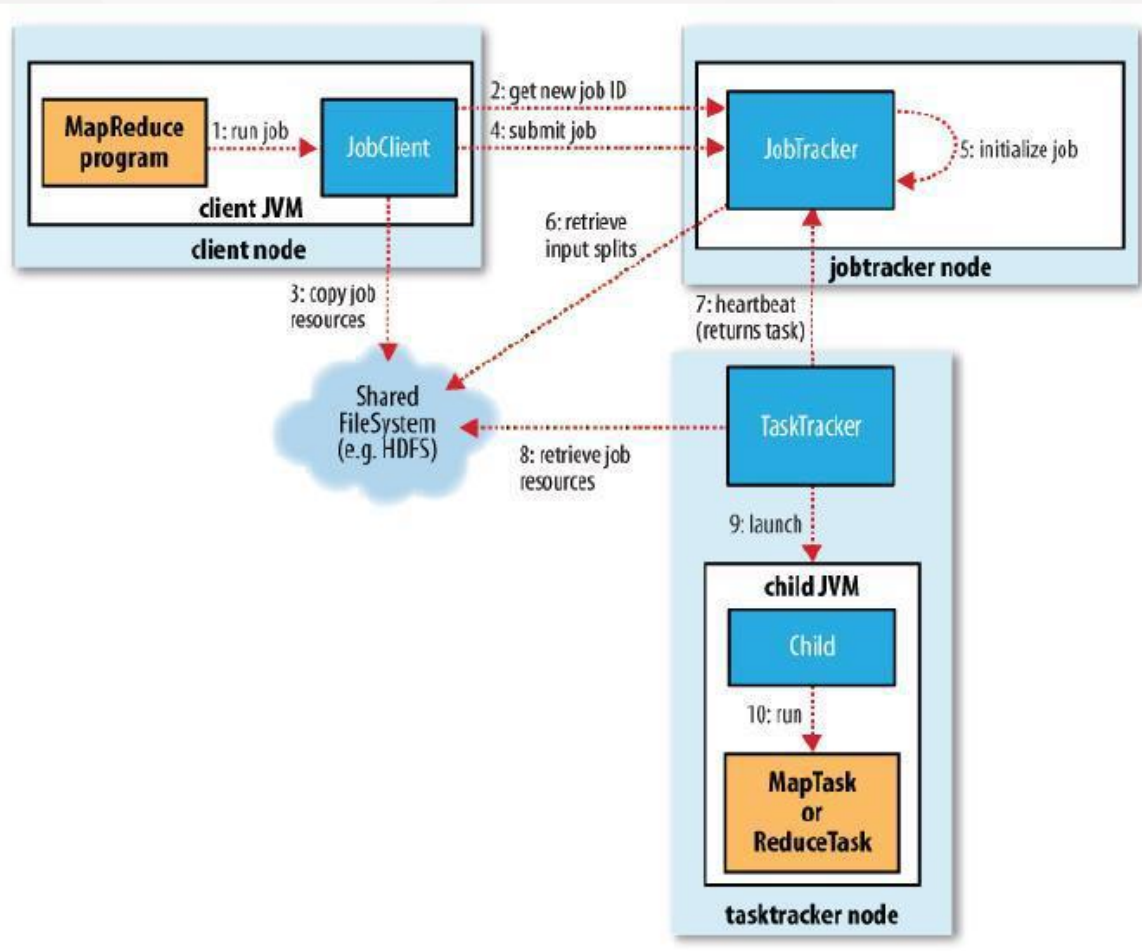 MapReduce
program
1: run job
JobClient
client JVM
client node
2: get new job ID
4: submit job
JobTracker
5: initialize job
jobtracker node
3: copy job
resources
6: retrieve
input splits
7: heartbeat
(returns task)
Shared
FileSystem
(e.g. HDFS)
8: retrieve job
resources
TaskTracker
9: launch
child JVM
Child
10: run
MapTask
or
ReduceTask
tasktracker node